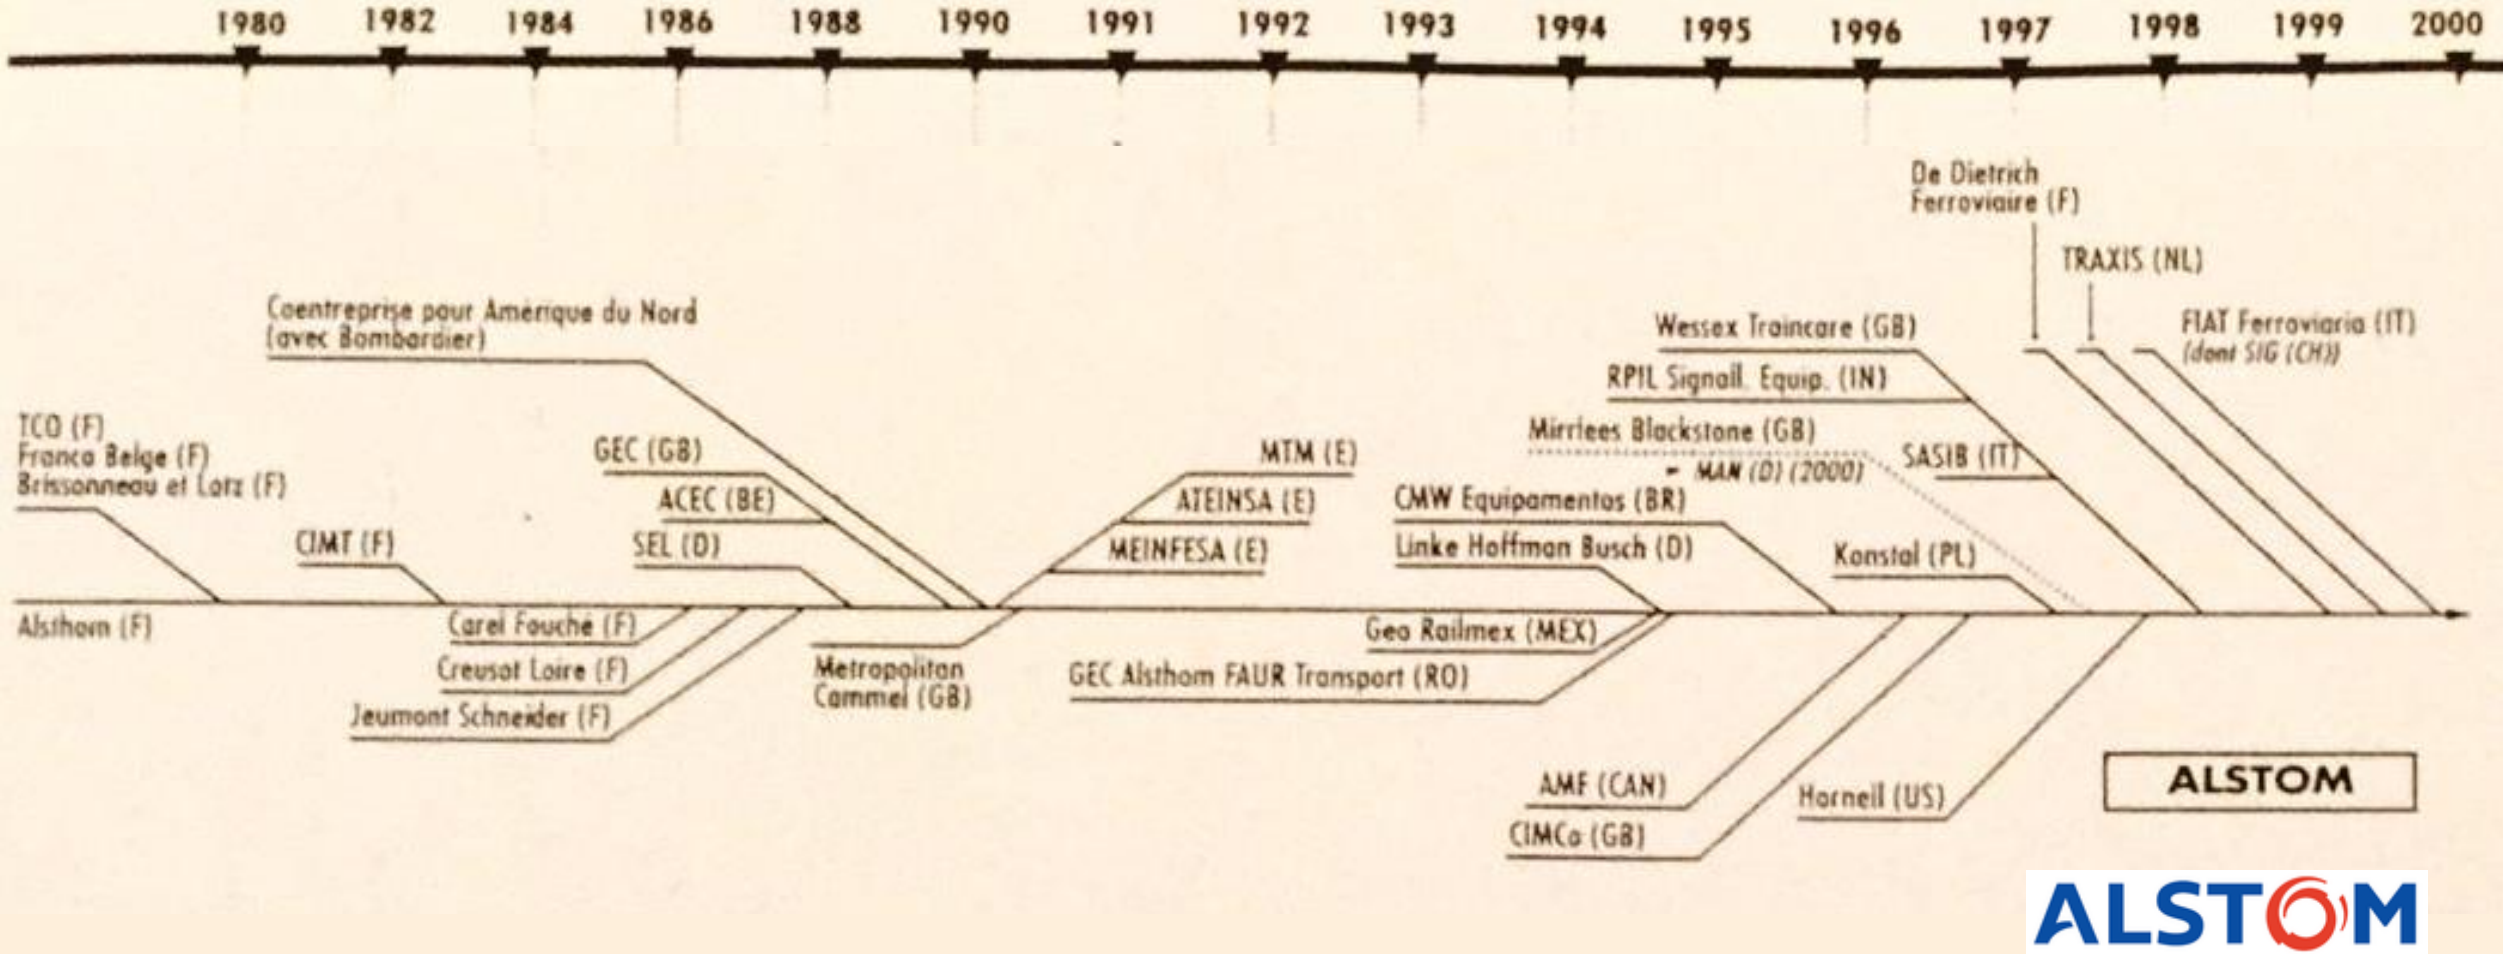 1980 1982 1984 1986 1988 1990 1991 1992 1993 1994 1995 1996 1997 1998 1999 2000
De Dietrich
Ferroviaire (F)
TRAXIS (NL)
Coentreprise pour Amérique du Nord
(avec Bombardier)
Wessex Traincare (GB)
FIAT Ferroviaria (IT)
(dont SIG (CH))
RPIL Signall. Equip. (IN)
TCO (F)
Franco Belge (F)
Brissonneau et Lotz (F)
GEC (GB)
MTM (E)
Mirrlees Blackstone (GB)
- MAN (D) (2000)
SASIB (IT)
ACEC (BE)
ATEINSA (E)
CMW Equipamentos (BR)
CIMT (F)
SEL (D)
MEINFESA (E)
Linke Hoffman Busch (D)
Konstal (PL)
Alsthom (F)
Carel Fouché (F)
Geo Railmex (MEX)
Creusot Loire (F)
Metropolitan
Cammel (GB)
GEC Alsthom FAUR Transport (RO)
Jeumont Schneider (F)
AMF (CAN)
Hornell (US)
ALSTOM
CIMCo (GB)
ALSTOM